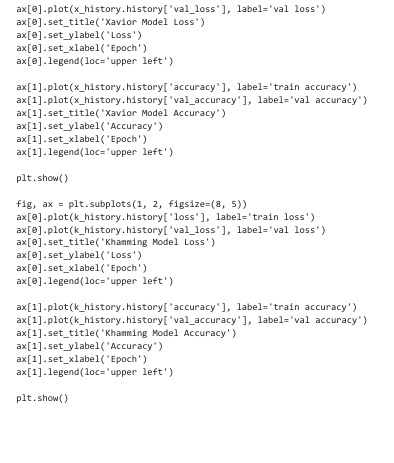 ax[0].plot(x_history.history['val_loss'], label='val loss')
ax[0].set_title('Xavior Model Loss')
ax[0].set_ylabel('Loss')
ax[0].set_xlabel('Epoch')
ax[0].legend(loc='upper left')

ax[1].plot(x_history.history['accuracy'], label='train accuracy')
ax[1].plot(x_history.history['val_accuracy'], label='val accuracy')
ax[1].set_title('Xavior Model Accuracy')
ax[1].set_ylabel('Accuracy')
ax[1].set_xlabel('Epoch')
ax[1].legend(loc='upper left')

plt.show()

fig, ax = plt.subplots(1, 2, figsize=(8, 5))
ax[0].plot(k_history.history['loss'], label='train loss')
ax[0].plot(k_history.history['val_loss'], label='val loss')
ax[0].set_title('Khamming Model Loss')
ax[0].set_ylabel('Loss')
ax[0].set_xlabel('Epoch')
ax[0].legend(loc='upper left')

ax[1].plot(k_history.history['accuracy'], label='train accuracy')
ax[1].plot(k_history.history['val_accuracy'], label='val accuracy')
ax[1].set_title('Khamming Model Accuracy')
ax[1].set_ylabel('Accuracy')
ax[1].set_xlabel('Epoch')
ax[1].legend(loc='upper left')

plt.show()